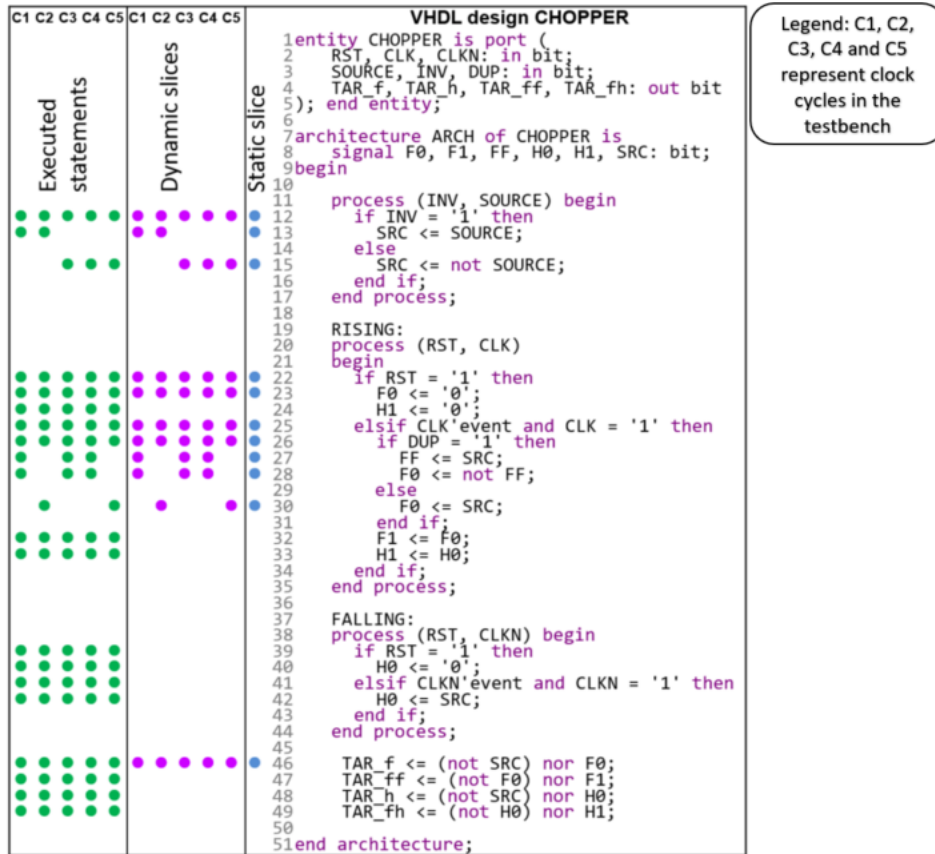 C1 C2 C3 C4 C5 C1 C2 C3 C4 C5
Executed
statements
Dynamic slices
Static slice
VHDL design CHOPPER
1 entity CHOPPER is port (
2 RST, CLK, CLKN: in bit;
3 SOURCE, INV, DUP: in bit;
4 TAR_f, TAR_h, TAR_ff, TAR_fh: out bit
5 ); end entity;
6
7 architecture ARCH of CHOPPER is
8 signal F0, F1, FF, H0, H1, SRC: bit;
9 begin
10
11 process (INV, SOURCE) begin
12 if INV = '1' then
13 SRC <= SOURCE;
14 else
15 SRC <= not SOURCE;
16 end if;
17 end process;
18
19 RISING:
20 process (RST, CLK)
21 begin
22 if RST = '1' then
23 F0 <= '0';
24 H1 <= '0';
25 elsif CLK'event and CLK = '1' then
26 if DUP = '1' then
27 FF <= SRC;
28 F0 <= not FF;
29 else
30 F0 <= SRC;
31 end if;
32 F1 <= F0;
33 H1 <= H0;
34 end if;
35 end process;
36
37 FALLING:
38 process (RST, CLKN) begin
39 if RST = '1' then
40 H0 <= '0';
41 elsif CLKN'event and CLKN = '1' then
42 H0 <= SRC;
43 end if;
44 end process;
45
46 TAR_f <= (not SRC) nor F0;
47 TAR_ff <= (not F0) nor F1;
48 TAR_h <= (not SRC) nor H0;
49 TAR_fh <= (not H0) nor H1;
50
51 end architecture;
Legend: C1, C2,
C3, C4 and C5
represent clock
cycles in the
testbench